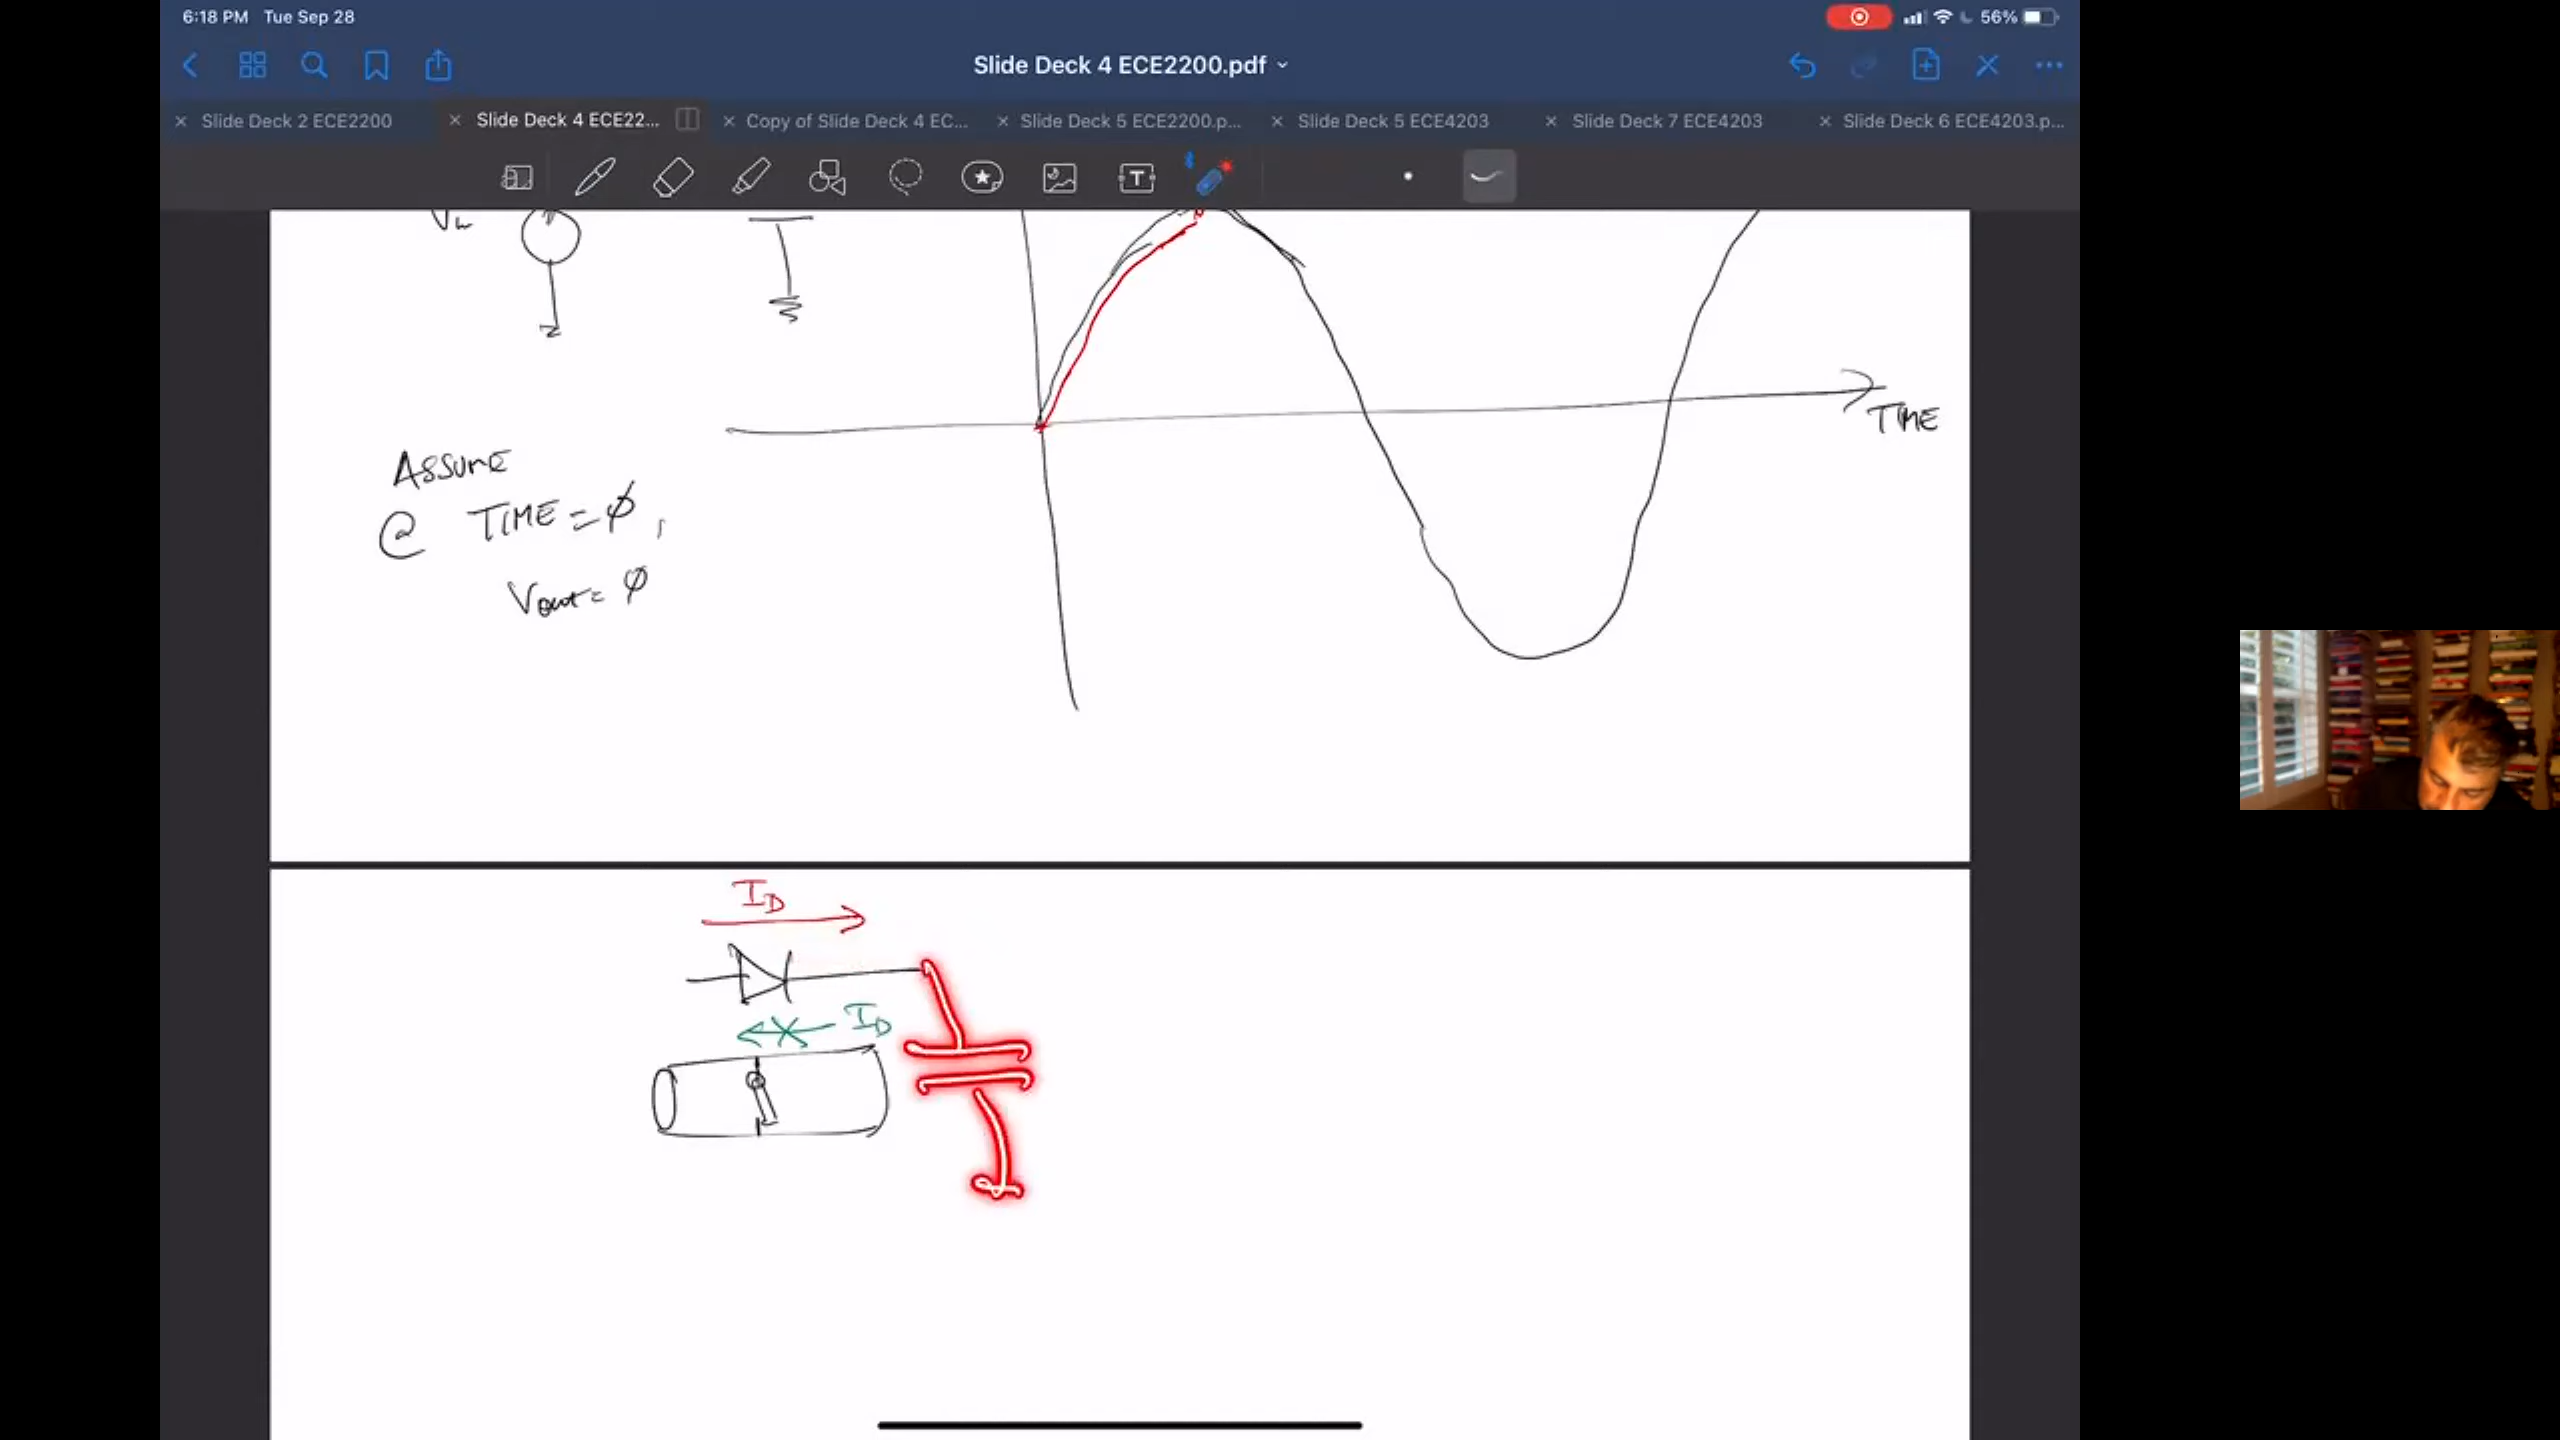 6:18 PM Tue Sep 28
56%
Slide Deck 4 ECE2200.pdf
Slide Deck 2 ECE2200
Slide Deck 4 ECE22...
Copy of Slide Deck 4 EC...
Slide Deck 5 ECE2200.p...
Slide Deck 5 ECE4203
Slide Deck 7 ECE4203
Slide Deck 6 ECE4203.p...
T
TIME
ASSUME
@ TIME = ϕ,
Vout = ϕ
I_D
I_D